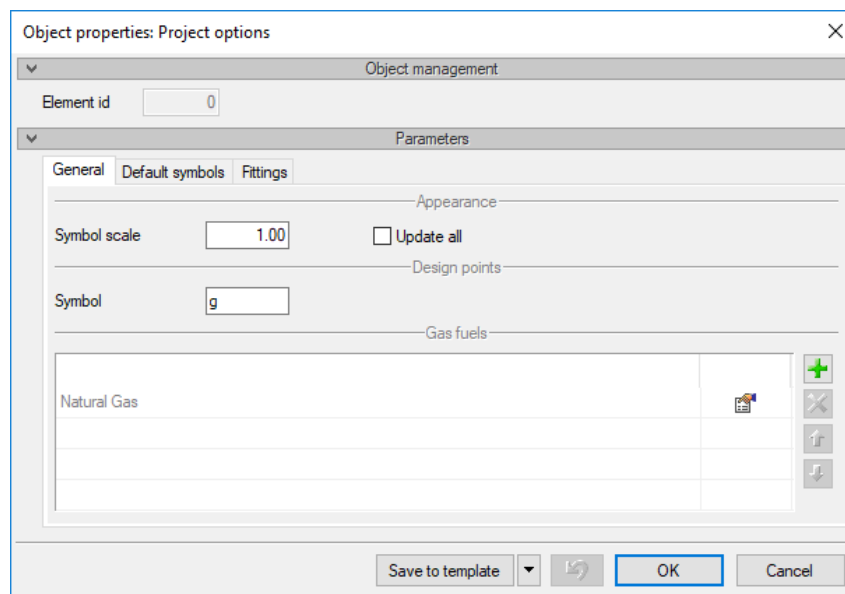 Object properties: Project options
Object management
Element id 0
Parameters
General Default symbols Fittings
Appearance
Symbol scale 1.00 Update all
Design points
Symbol g
Gas fuels
Natural Gas
Save to template OK Cancel